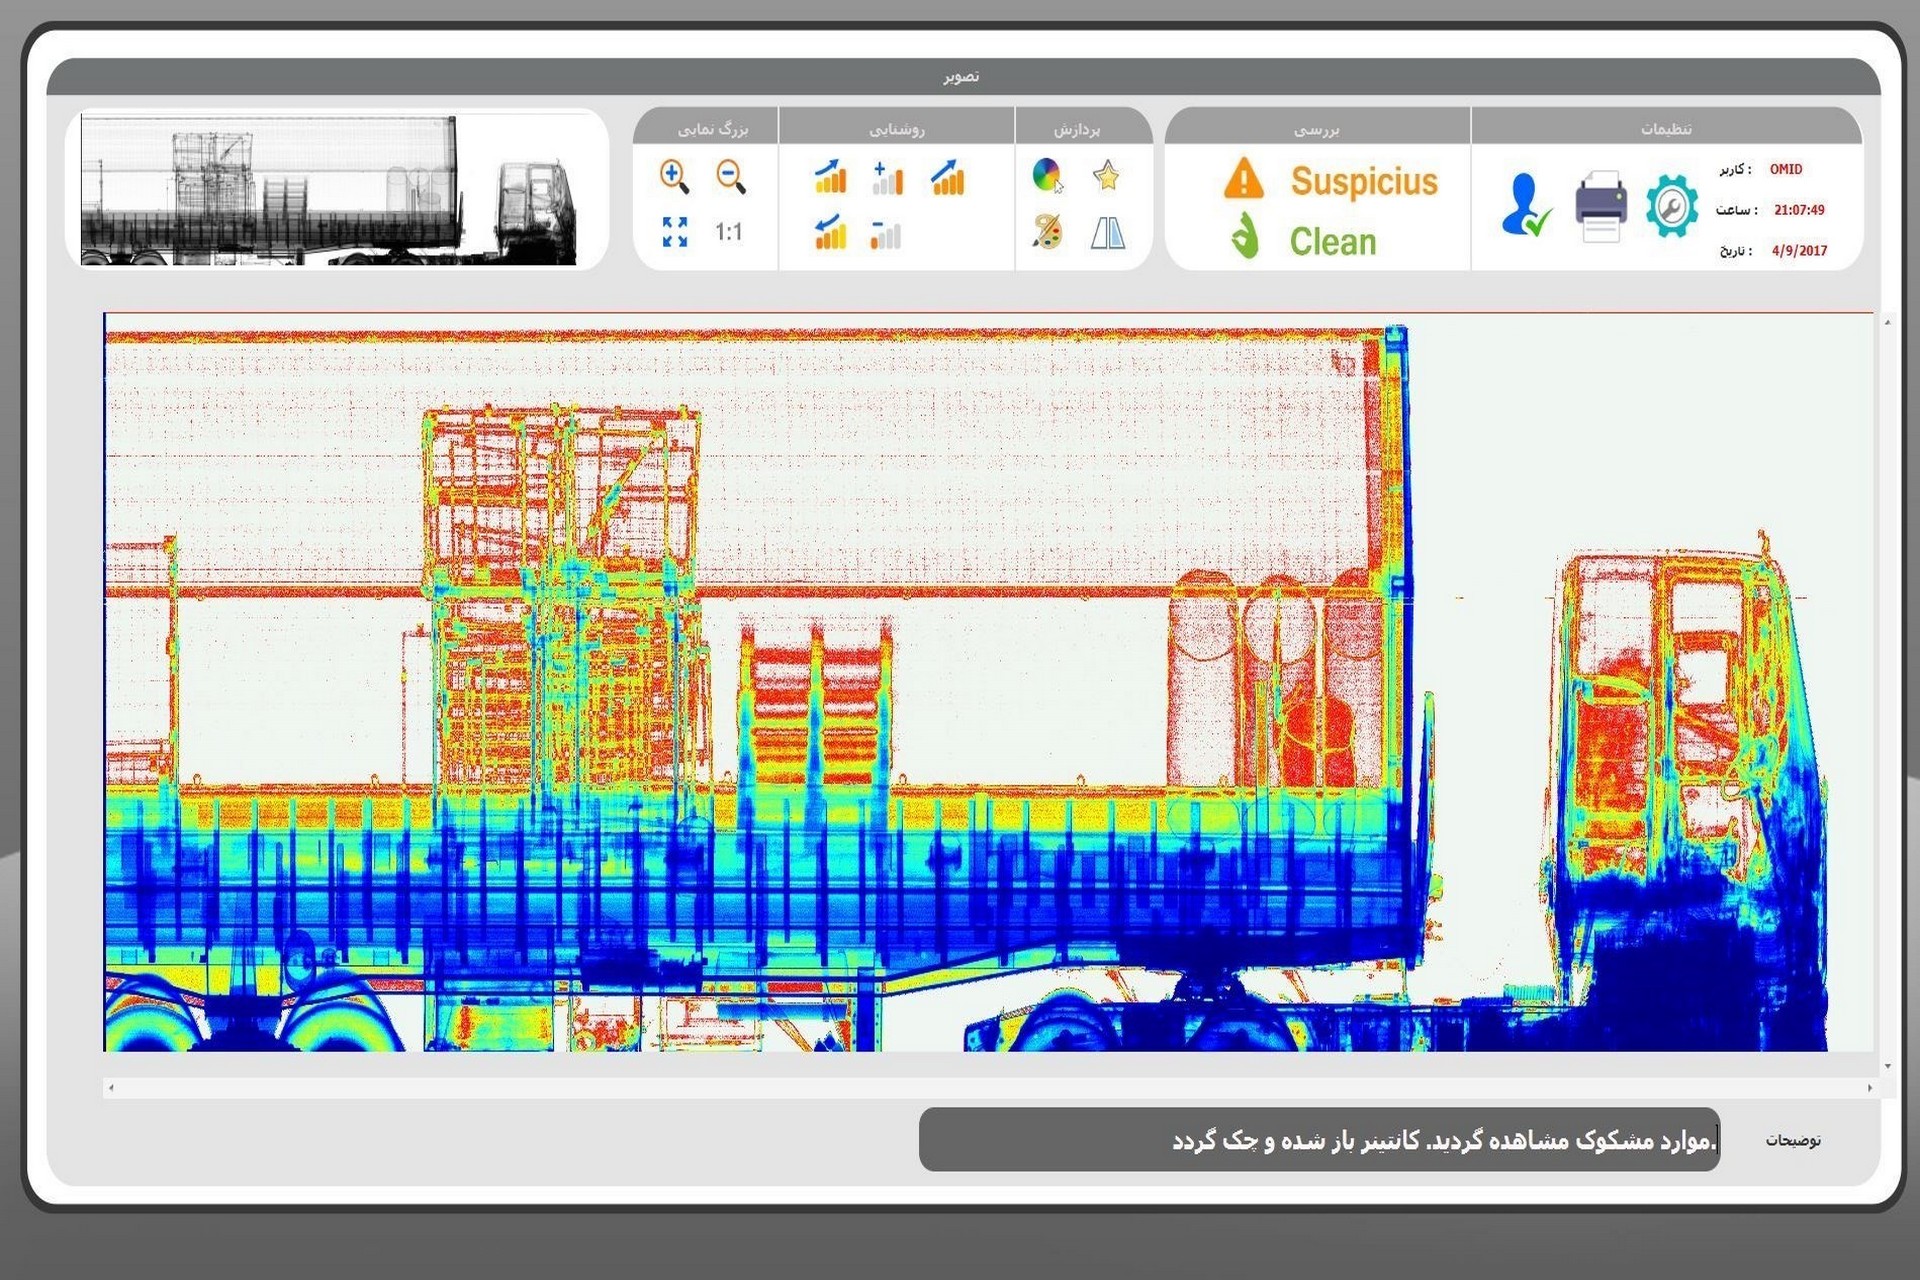 تصویر
بزرگ نمایی
روشنایی
پردازش
بررسی
تنظیمات
1:1
Suspicius
Clean
کاربر : OMID
ساعت : 21:07:49
تاریخ : 4/9/2017
توضیحات
موارد مشکوک مشاهده گردید. کانتینر باز شده و چک گردد.